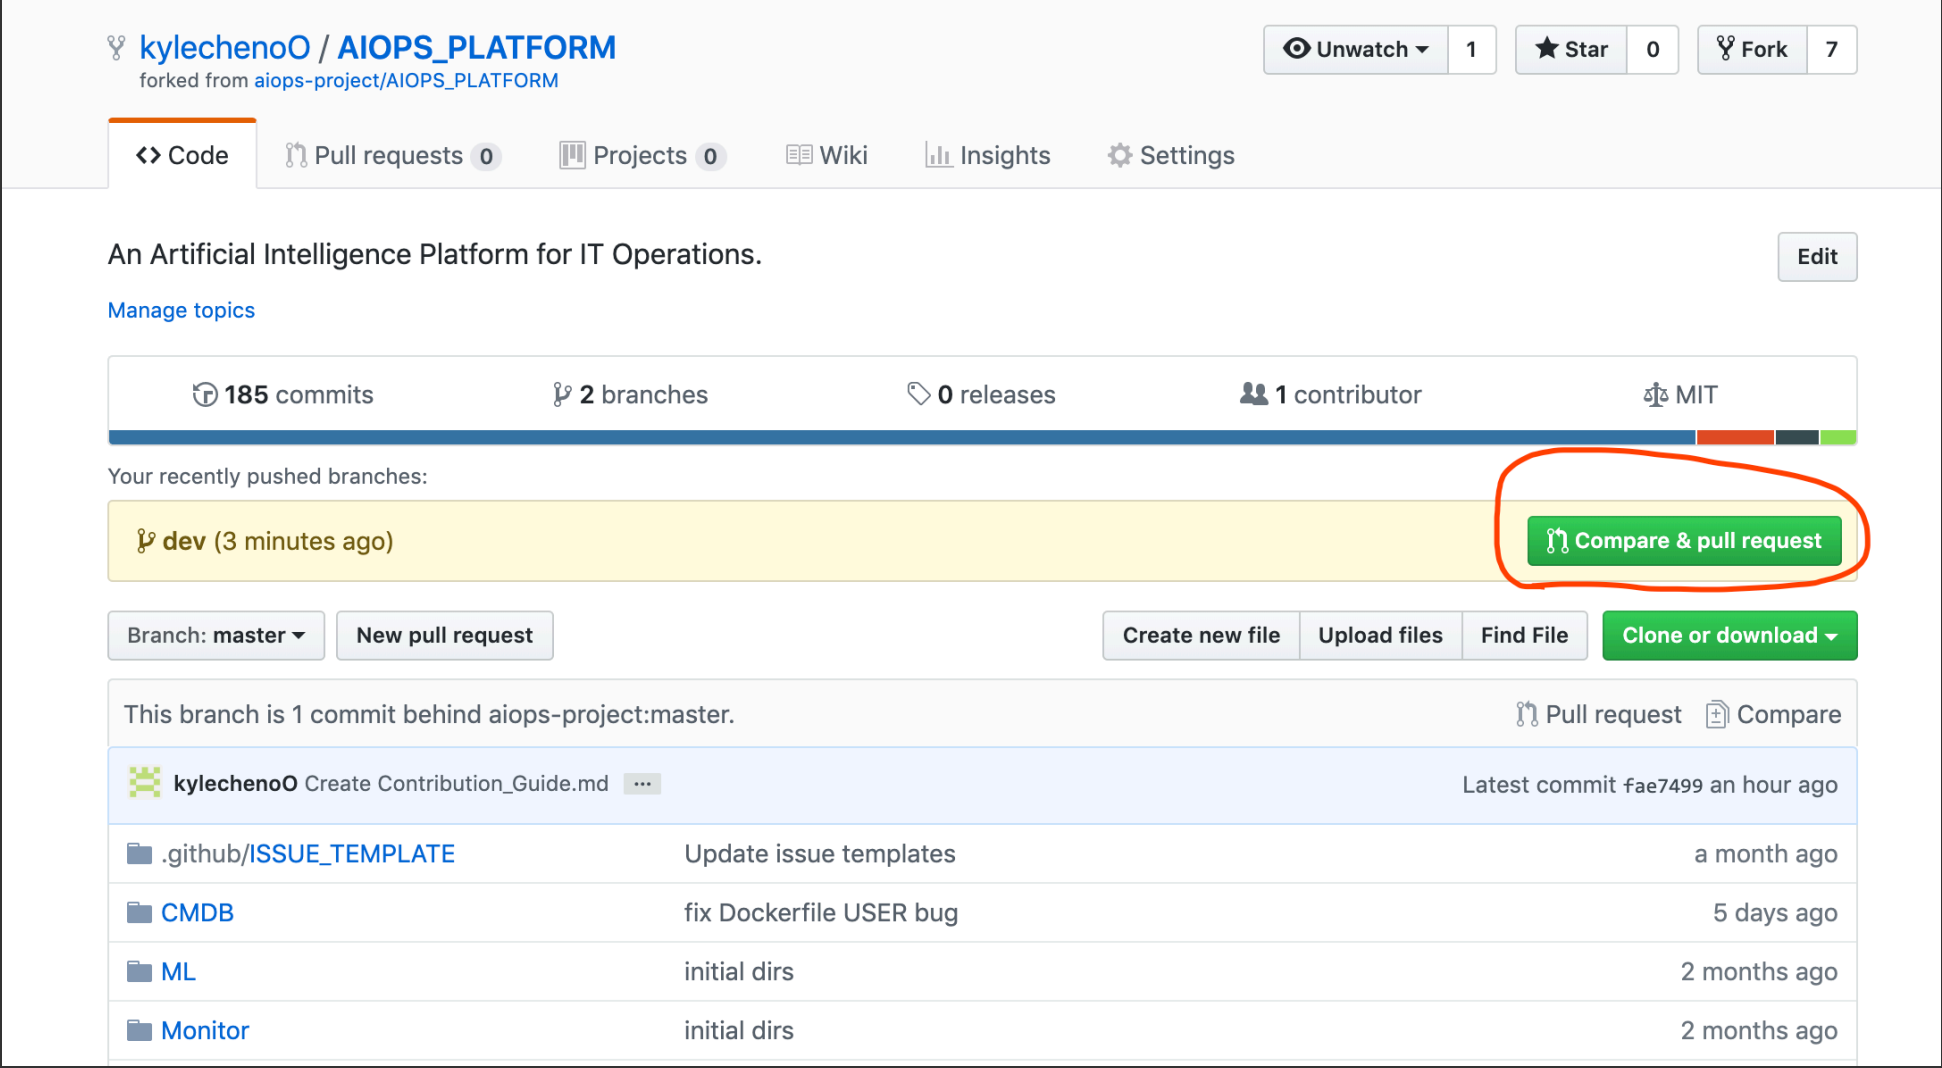 kylechenoO / AIOPS_PLATFORM
Unwatch 1 Star 0 Fork 7
forked from aiops-project/AIOPS_PLATFORM
Code Pull requests 0 Projects 0 Wiki Insights Settings
An Artificial Intelligence Platform for IT Operations.
Edit
Manage topics
185 commits 2 branches 0 releases 1 contributor MIT
Your recently pushed branches:
dev (3 minutes ago) Compare & pull request
Branch: master New pull request Create new file Upload files Find File Clone or download
This branch is 1 commit behind aiops-project:master. Pull request Compare
kylechenoO Create Contribution_Guide.md ... Latest commit fae7499 an hour ago
.github/ISSUE_TEMPLATE Update issue templates a month ago
CMDB fix Dockerfile USER bug 5 days ago
ML initial dirs 2 months ago
Monitor initial dirs 2 months ago